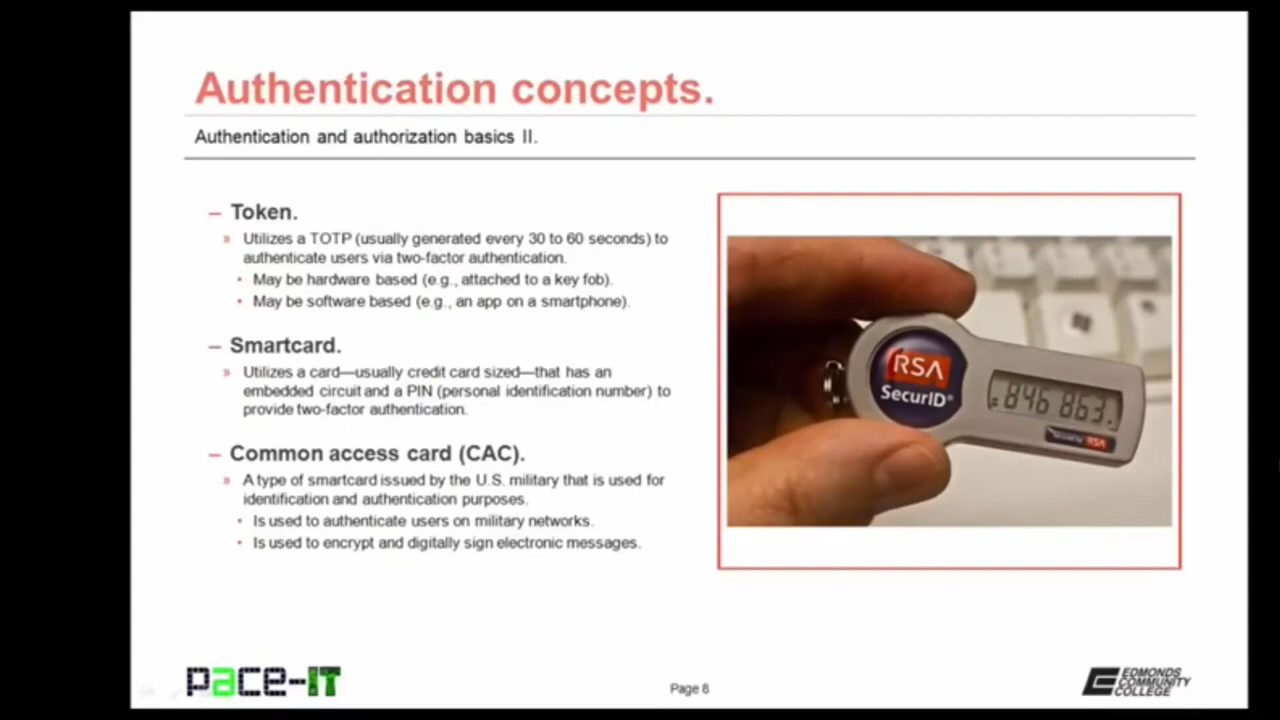 Authentication concepts.
Authentication and authorization basics II.
– Token.
» Utilizes a TOTP (usually generated every 30 to 60 seconds) to
authenticate users via two-factor authentication.
• May be hardware based (e.g., attached to a key fob).
• May be software based (e.g., an app on a smartphone).
– Smartcard.
» Utilizes a card—usually credit card sized—that has an
embedded circuit and a PIN (personal identification number) to
provide two-factor authentication.
– Common access card (CAC).
» A type of smartcard issued by the U.S. military that is used for
identification and authentication purposes.
• Is used to authenticate users on military networks.
• Is used to encrypt and digitally sign electronic messages.
RSA
SecurID®
846 863
Secured by RSA
pace-IT
Page 8
EDMONDS
COMMUNITY
COLLEGE